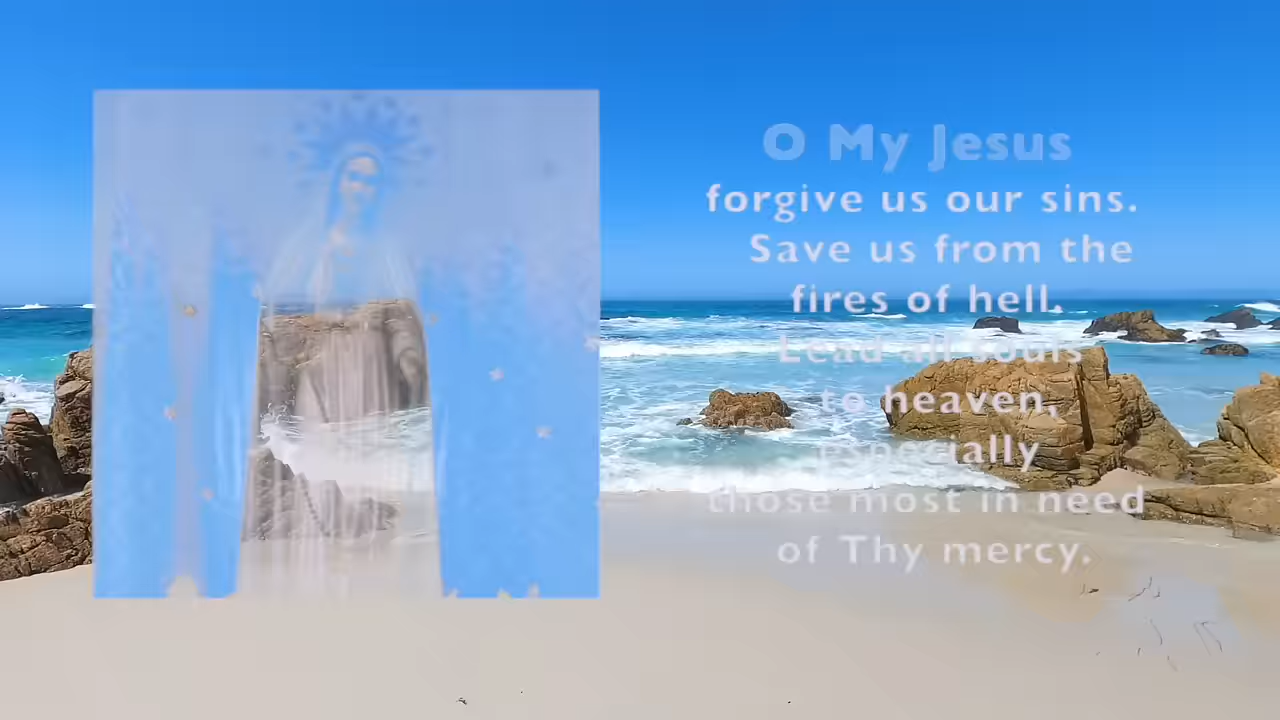 O My Jesus
forgive us our sins.
Save us from the
fires of hell.
Lead all souls
to heaven,
especially
those most in need
of Thy mercy.